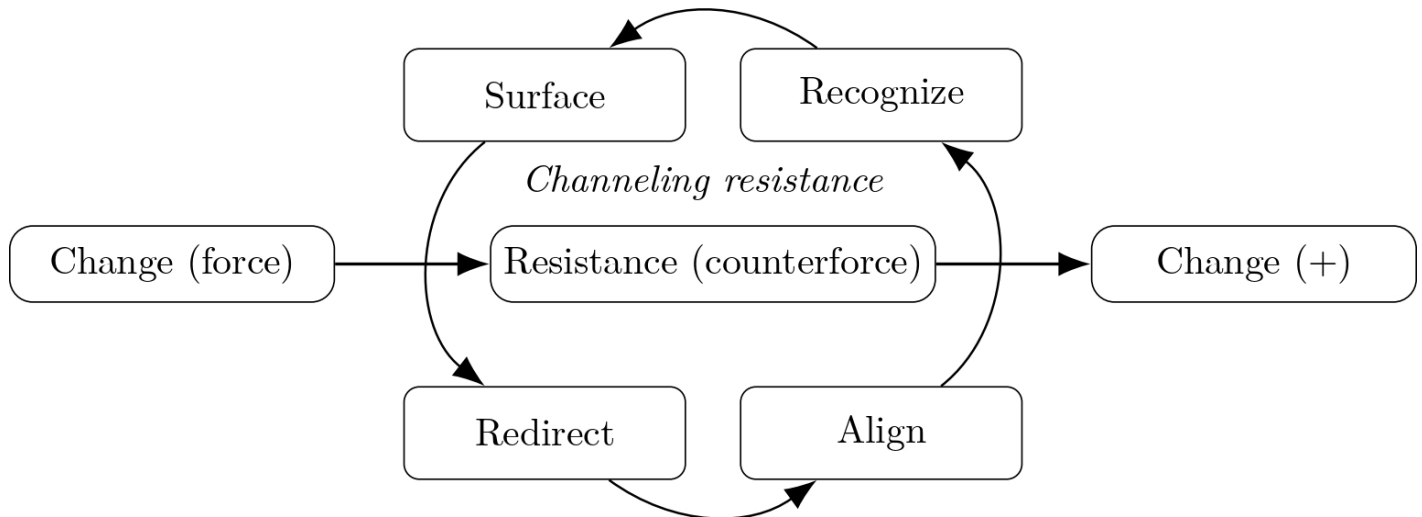 Surface
Recognize
Channeling resistance
Change (force)
Resistance (counterforce)
Change (+)
Redirect
Align